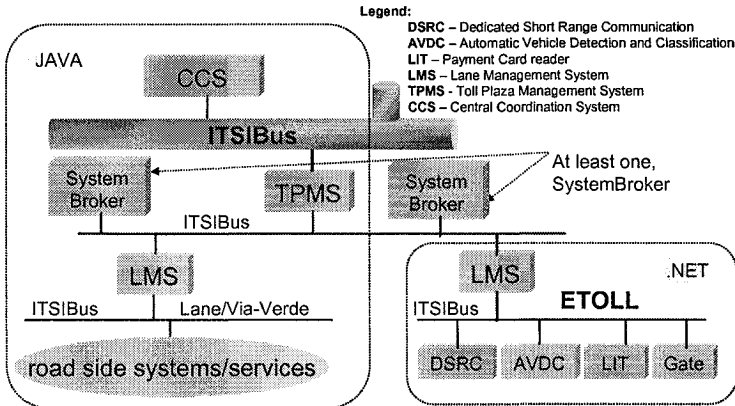 Legend:
DSRC – Dedicated Short Range Communication
AVDC – Automatic Vehicle Detection and Classification
LIT – Payment Card reader
LMS – Lane Management System
TPMS - Toll Plaza Management System
CCS – Central Coordination System
JAVA
CCS
ITSIBus
System
Broker
TPMS
System
Broker
At least one,
SystemBroker
ITSIBus
LMS
LMS
.NET
ITSIBus
Lane/Via-Verde
ITSIBus
ETOLL
road side systems/services
DSRC
AVDC
LIT
Gate